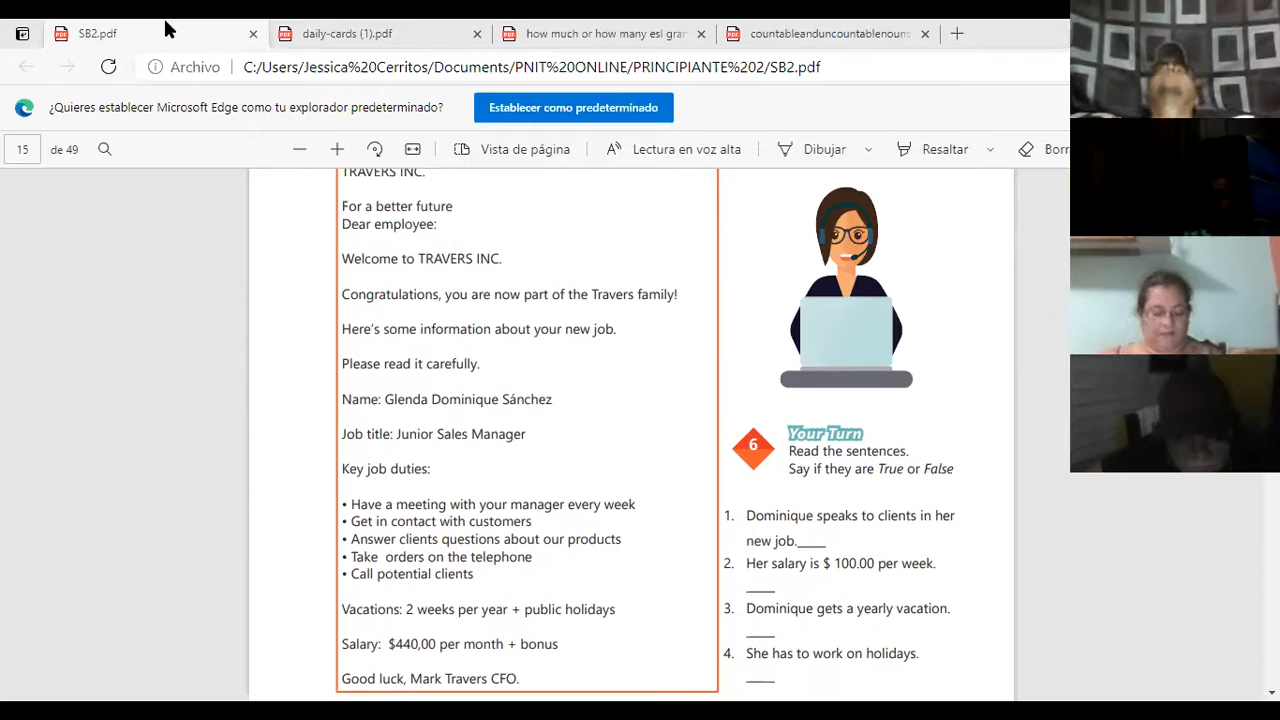 SB2.pdf
daily-cards (1).pdf
how much or how many esl gra
countableanduncountablenouns
Archivo
C:/Users/Jessica%20Cerritos/Documents/PNIT%20ONLINE/PRINCIPIANTE%202/SB2.pdf
¿Quieres establecer Microsoft Edge como tu explorador predeterminado?
Establecer como predeterminado
15 de 49
Vista de página
Lectura en voz alta
Dibujar
Resaltar
Borr
TRAVERS INC.
For a better future
Dear employee:
Welcome to TRAVERS INC.
Congratulations, you are now part of the Travers family!
Here's some information about your new job.
Please read it carefully.
Name: Glenda Dominique Sánchez
Job title: Junior Sales Manager
Key job duties:
• Have a meeting with your manager every week
• Get in contact with customers
• Answer clients questions about our products
• Take orders on the telephone
• Call potential clients
Vacations: 2 weeks per year + public holidays
Salary: $440,00 per month + bonus
Good luck, Mark Travers CFO.
6
Your Turn
Read the sentences.
Say if they are True or False
1. Dominique speaks to clients in her
new job.____
2. Her salary is $ 100.00 per week.
____
3. Dominique gets a yearly vacation.
____
4. She has to work on holidays.
____